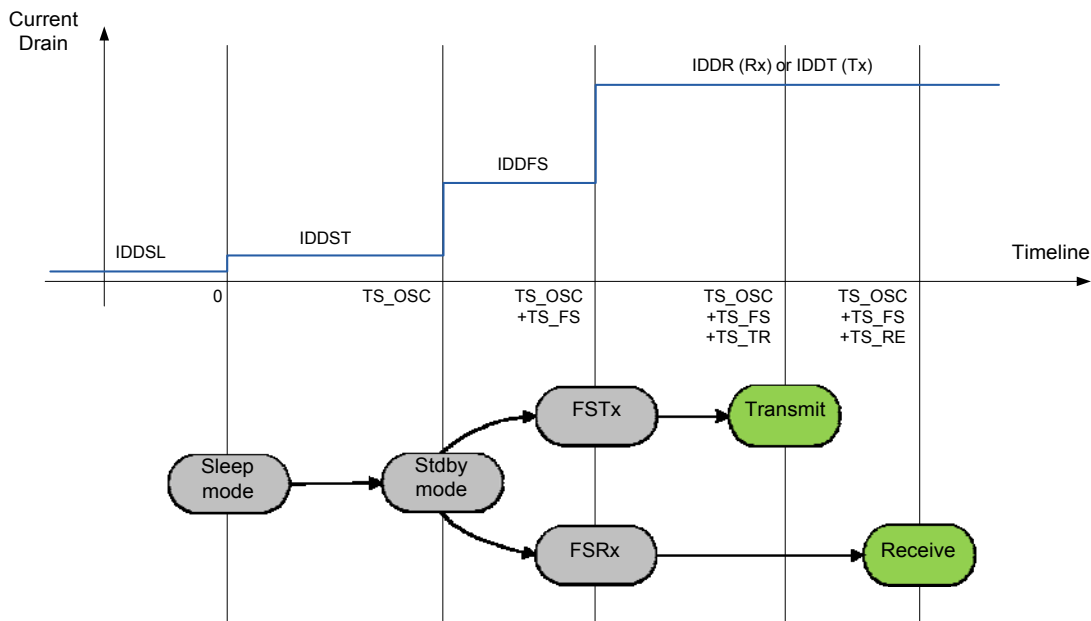 Current
Drain
IDDR (Rx) or IDDT (Tx)
IDDFS
IDDST
IDDSL
Timeline
0
TS_OSC
TS_OSC
+TS_FS
TS_OSC
+TS_FS
+TS_TR
TS_OSC
+TS_FS
+TS_RE
FSTx
Transmit
Sleep
mode
Stdby
mode
FSRx
Receive